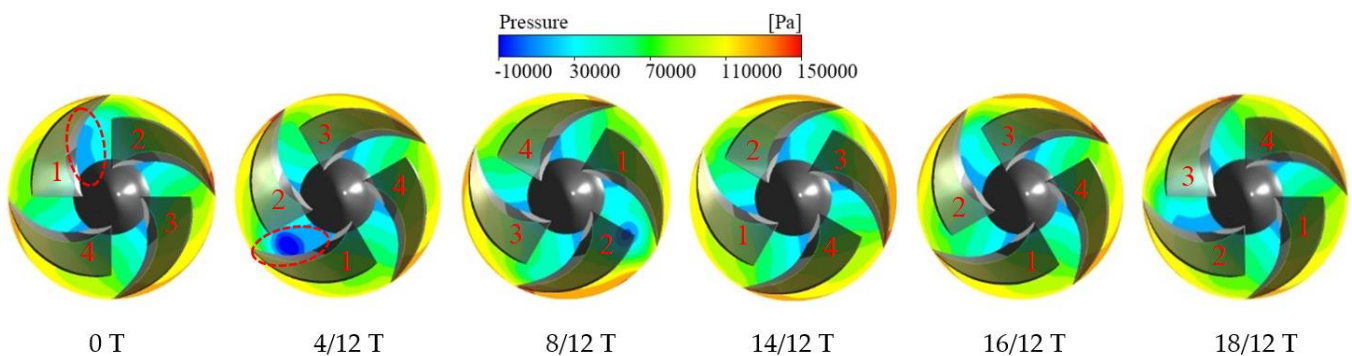 Pressure [Pa]
-10000 30000 70000 110000 150000
1 2 3 4
2 3 4 1
4 1 2 3
2 3 4 1
3 4 1 2
4 1 2 3
0 T 4/12 T 8/12 T 14/12 T 16/12 T 18/12 T